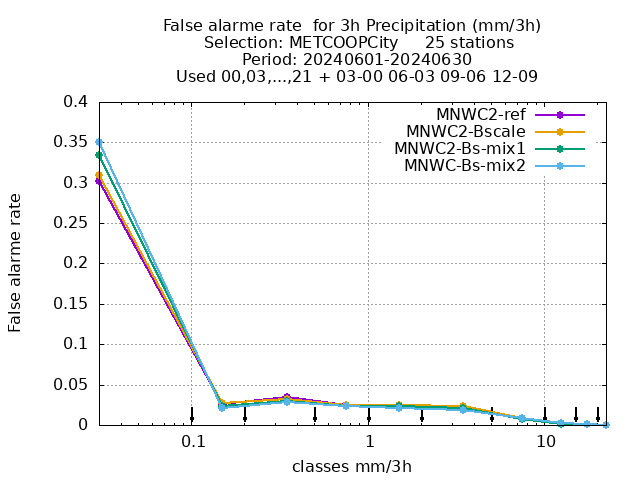 False alarme rate  for 3h Precipitation (mm/3h)
Selection: METCOOPCity     25 stations
Period: 20240601-20240630
Used 00,03,...,21 + 03-00 06-03 09-06 12-09
MNWC2-ref
MNWC2-Bscale
MNWC2-Bs-mix1
MNWC-Bs-mix2
0.4
0.35
0.3
0.25
0.2
0.15
0.1
0.05
0
False alarme rate
0.1
1
10
classes mm/3h